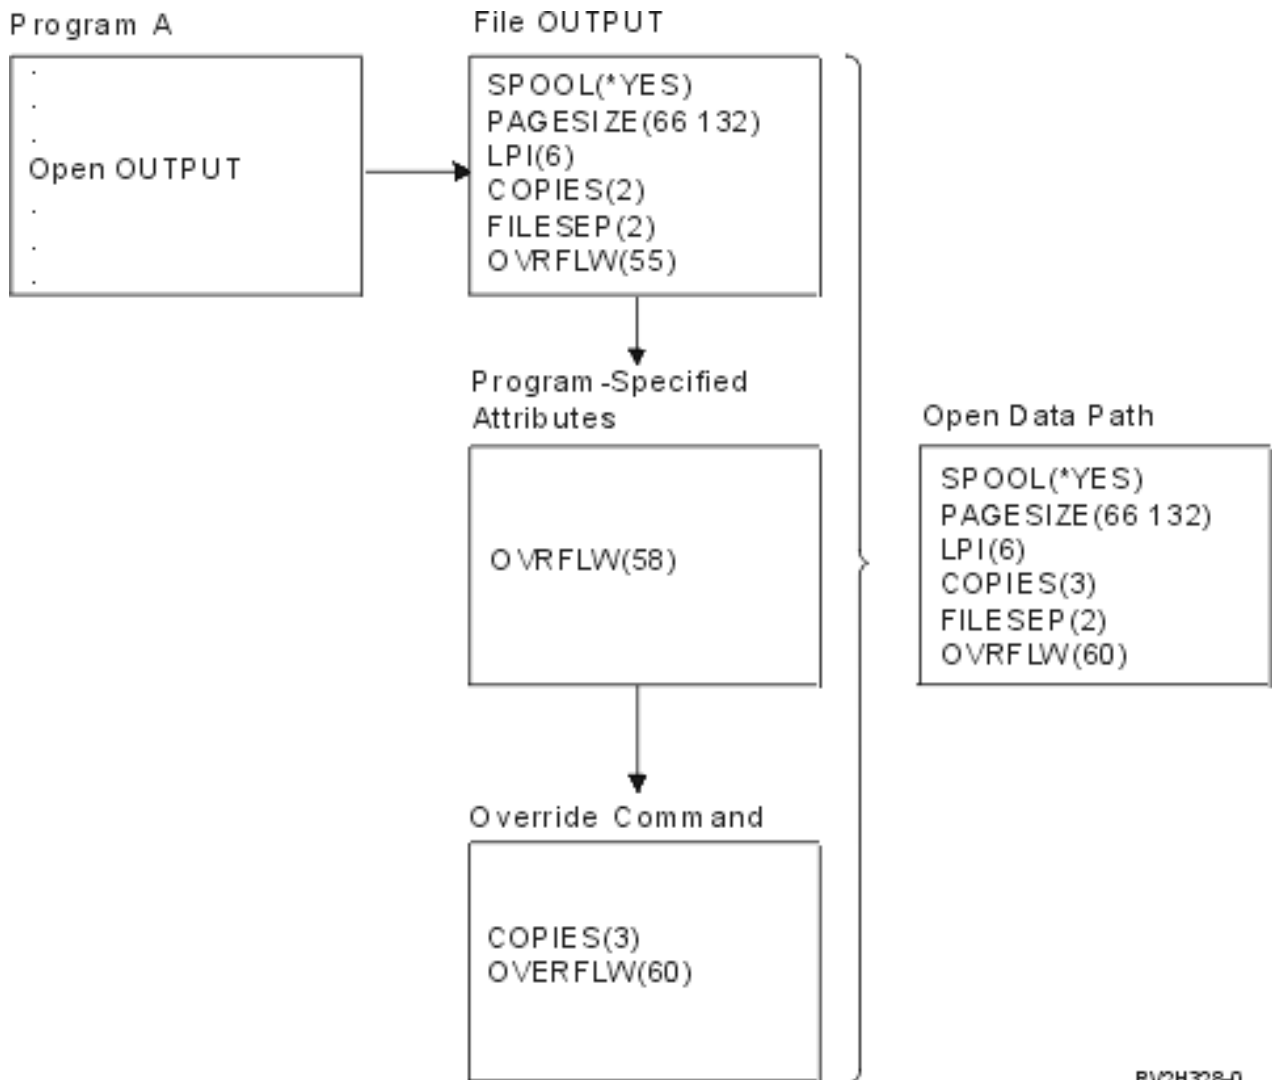 Program A
Open OUTPUT
File OUTPUT
SPOOL(*YES)
PAGESIZE(66 132)
LPI(6)
COPIES(2)
FILESEP(2)
OVRFLW(55)
Program-Specified
Attributes
OVRFLW(58)
Override Command
COPIES(3)
OVERFLW(60)
Open Data Path
SPOOL(*YES)
PAGESIZE(66 132)
LPI(6)
COPIES(3)
FILESEP(2)
OVRFLW(60)